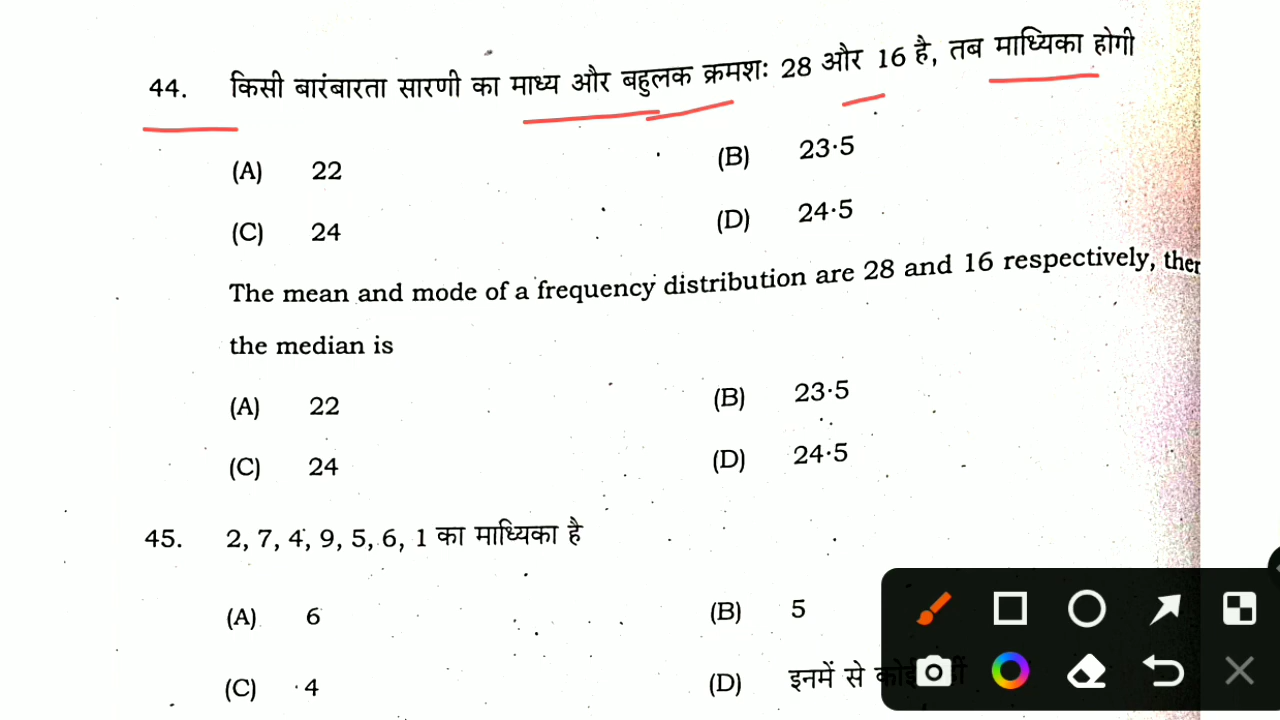 44. किसी बारंबारता सारणी का माध्य और बहुलक क्रमशः 28 और 16 है, तब माध्यिका होगी
(A) 22 (B) 23·5
(C) 24 (D) 24·5
The mean and mode of a frequency distribution are 28 and 16 respectively, then
the median is
(A) 22 (B) 23·5
(C) 24 (D) 24·5
45. 2, 7, 4, 9, 5, 6, 1 का माध्यिका है
(A) 6 (B) 5
(C) 4 (D) इनमें से